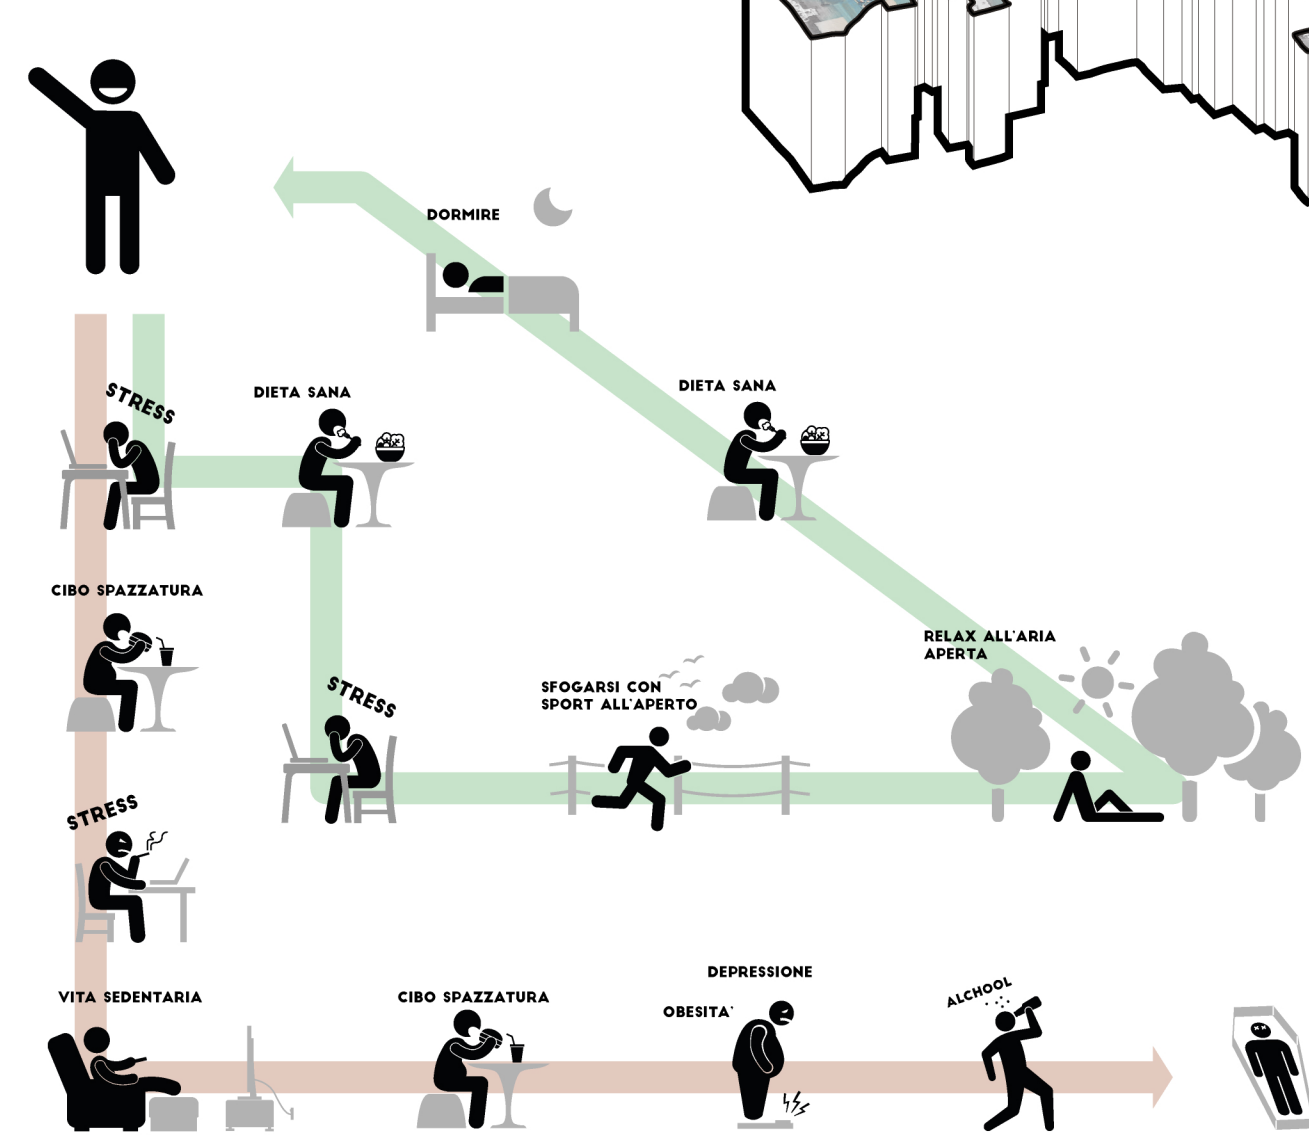 DORMIRE
STRESS
DIETA SANA
DIETA SANA
CIBO SPAZZATURA
RELAX ALL'ARIA
APERTA
STRESS
SFOGARSI CON
SPORT ALL'APERTO
STRESS
DEPRESSIONE
VITA SEDENTARIA
CIBO SPAZZATURA
OBESITA'
ALCHOOL